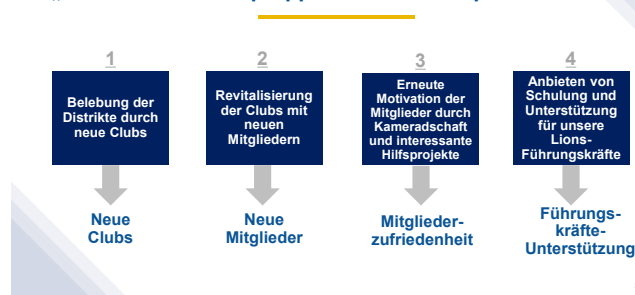 1
Belebung der
Distrikte durch
neue Clubs
Neue
Clubs
2
Revitalisierung
der Clubs mit
neuen
Mitgliedern
Neue
Mitglieder
3
Erneute
Motivation der
Mitglieder durch
Kameradschaft
und interessante
Hilfsprojekte
Mitglieder-
zufriedenheit
4
Anbieten von
Schulung und
Unterstützung
für unsere
Lions-
Führungskräfte
Führungs-
kräfte-
Unterstützung